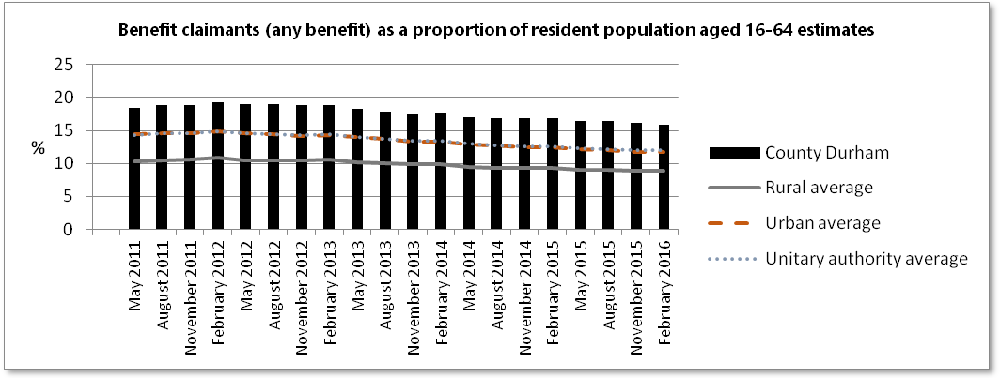 Benefit claimants (any benefit) as a proportion of resident population aged 16-64 estimates
25
20
15
10
5
0
%
May 2011
August 2011
November 2011
February 2012
May 2012
August 2012
November 2012
February 2013
May 2013
August 2013
November 2013
February 2014
May 2014
August 2014
November 2014
February 2015
May 2015
August 2015
November 2015
February 2016
County Durham
Rural average
Urban average
Unitary authority average